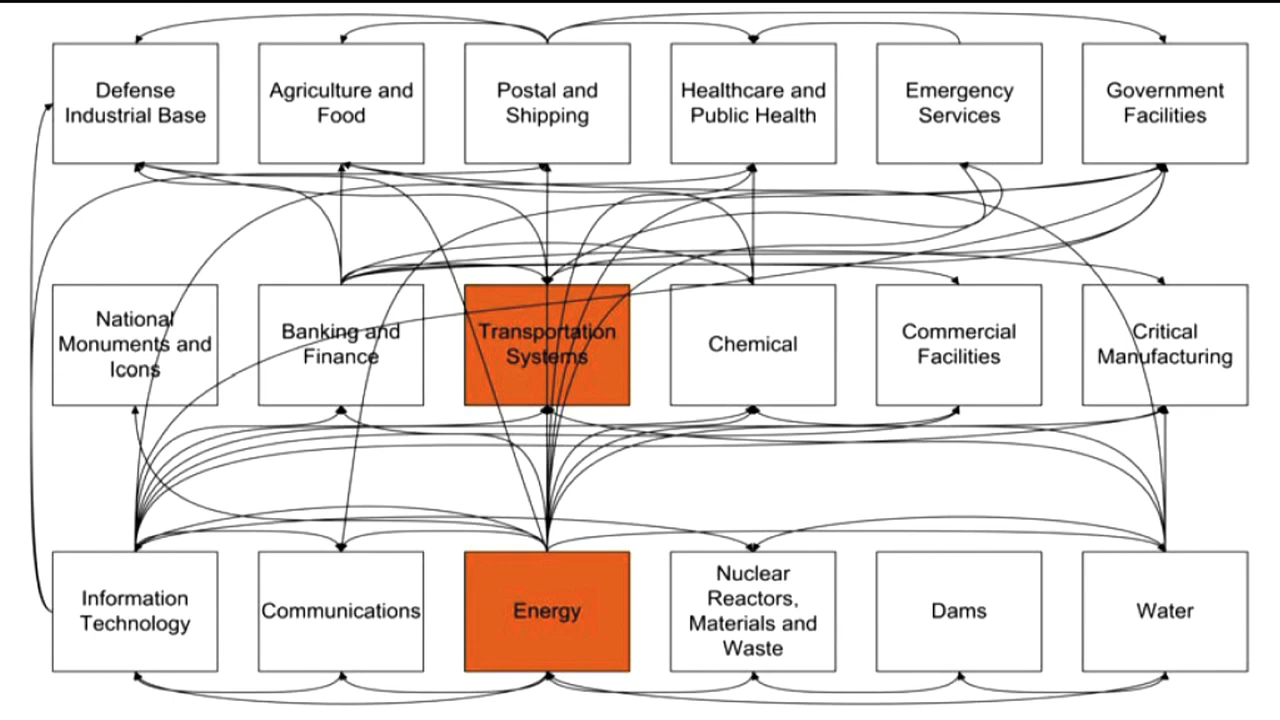 Defense
Industrial Base
Agriculture and
Food
Postal and
Shipping
Healthcare and
Public Health
Emergency
Services
Government
Facilities
National
Monuments and
Icons
Banking and
Finance
Transportation
Systems
Chemical
Commercial
Facilities
Critical
Manufacturing
Information
Technology
Communications
Energy
Nuclear
Reactors,
Materials and
Waste
Dams
Water